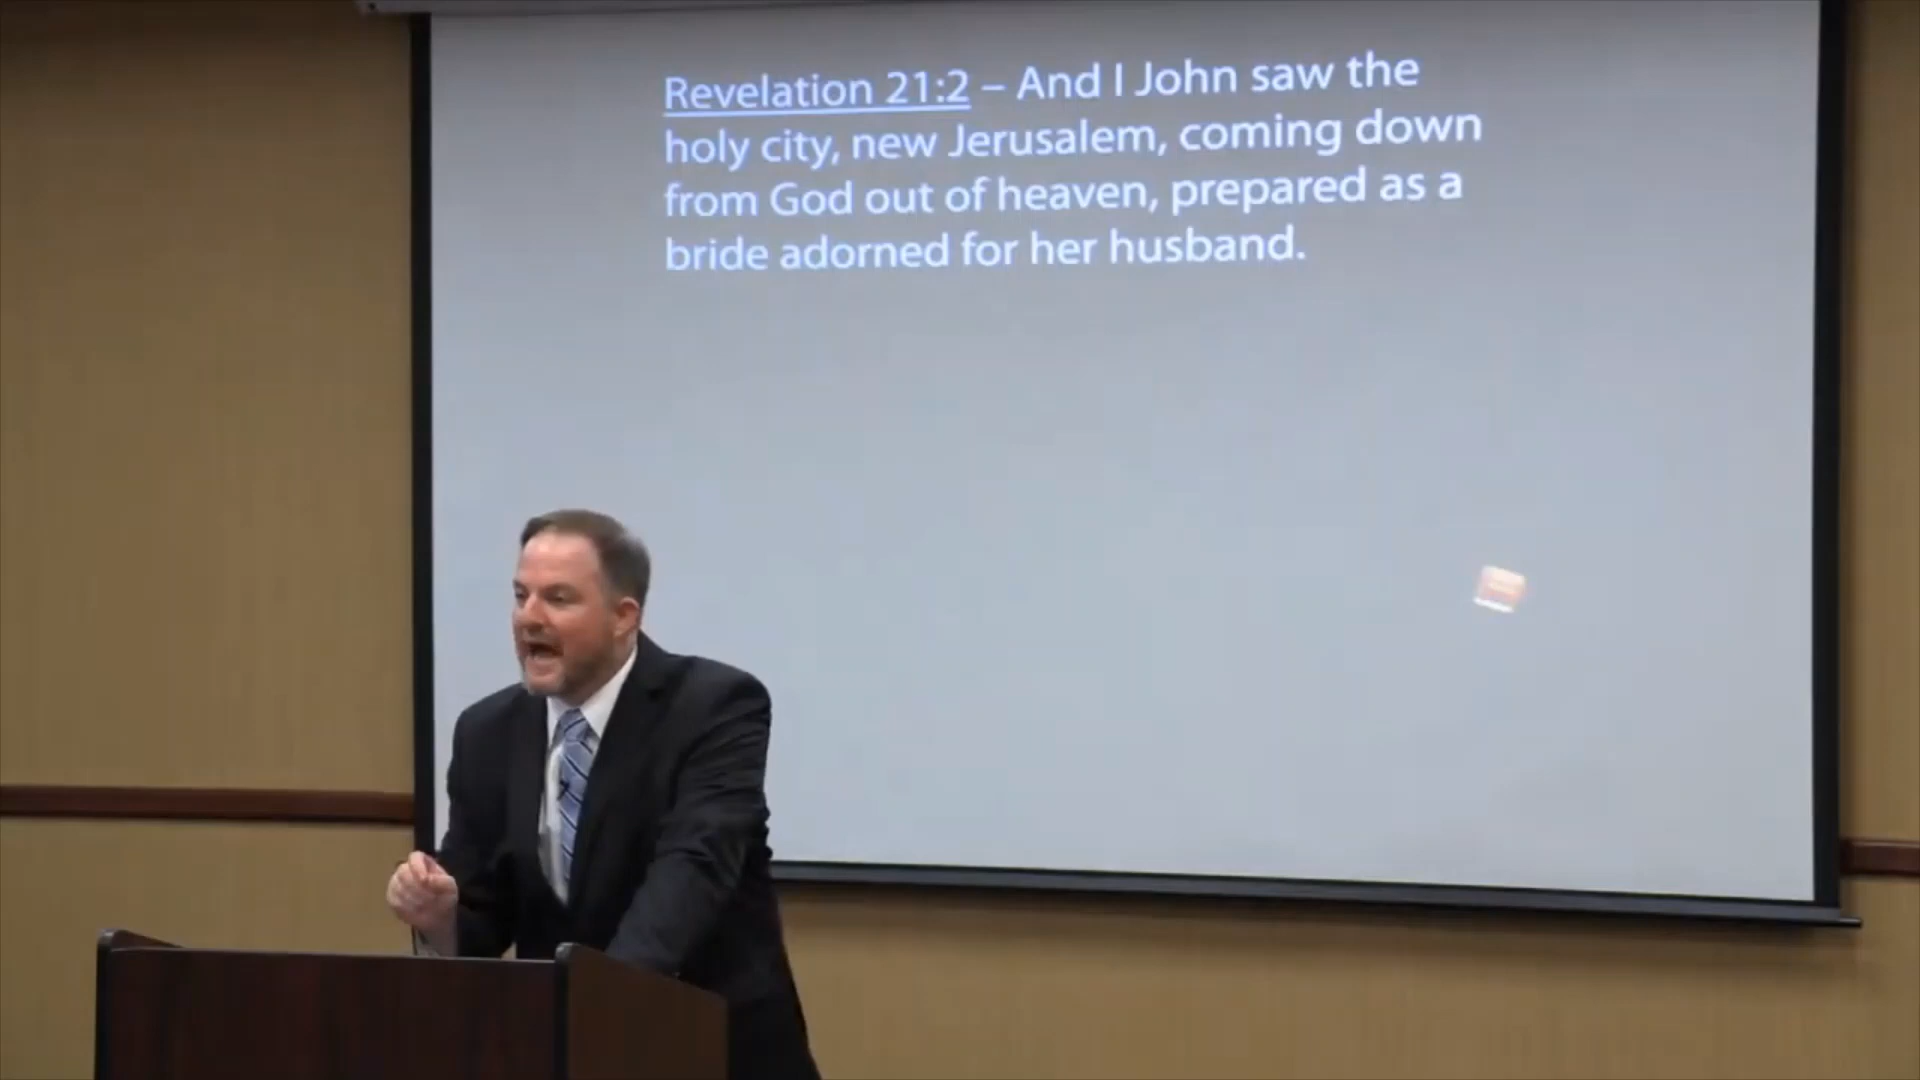 Revelation 21:2 – And I John saw the
holy city, new Jerusalem, coming down
from God out of heaven, prepared as a
bride adorned for her husband.